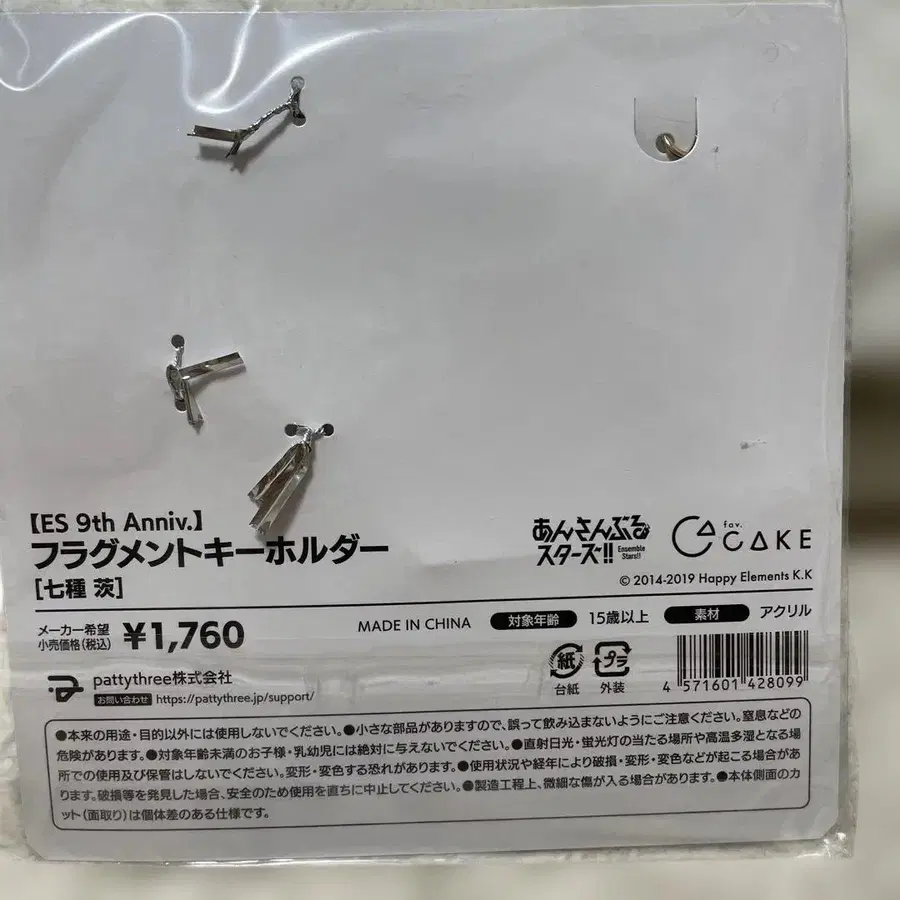 【ES 9th Anniv.】
フラグメントキーホルダー
[七種 茨]
あんさんぶる
スターズ!!
Ensemble
Stars!!
fav.
CAKE
© 2014-2019 Happy Elements K.K
メーカー希望
小売価格(税込)
¥1,760
MADE IN CHINA
対象年齢
15歳以上
素材
アクリル
pattythree株式会社
お問い合わせ https://pattythree.jp/support/
紙
台紙
プラ
外装
4 571601 428099
●本来の用途・目的以外には使用しないでください。●小さな部品がありますので、誤って飲み込まないようにご注意ください。窒息などの
危険があります。●対象年齢未満のお子様・乳幼児には絶対に与えないでください。●直射日光・蛍光灯の当たる場所や高温多湿となる場
所での使用及び保管はしないでください。変形・変色する恐れがあります。●使用状況や経年により破損・変形・変色などが起こる場合があ
ります。破損等を発見した場合、安全のため使用を直ちに中止してください。●製造工程上、微細な傷が入る場合があります。●本体側面のカ
ット(面取り)は個体差のある仕様です。